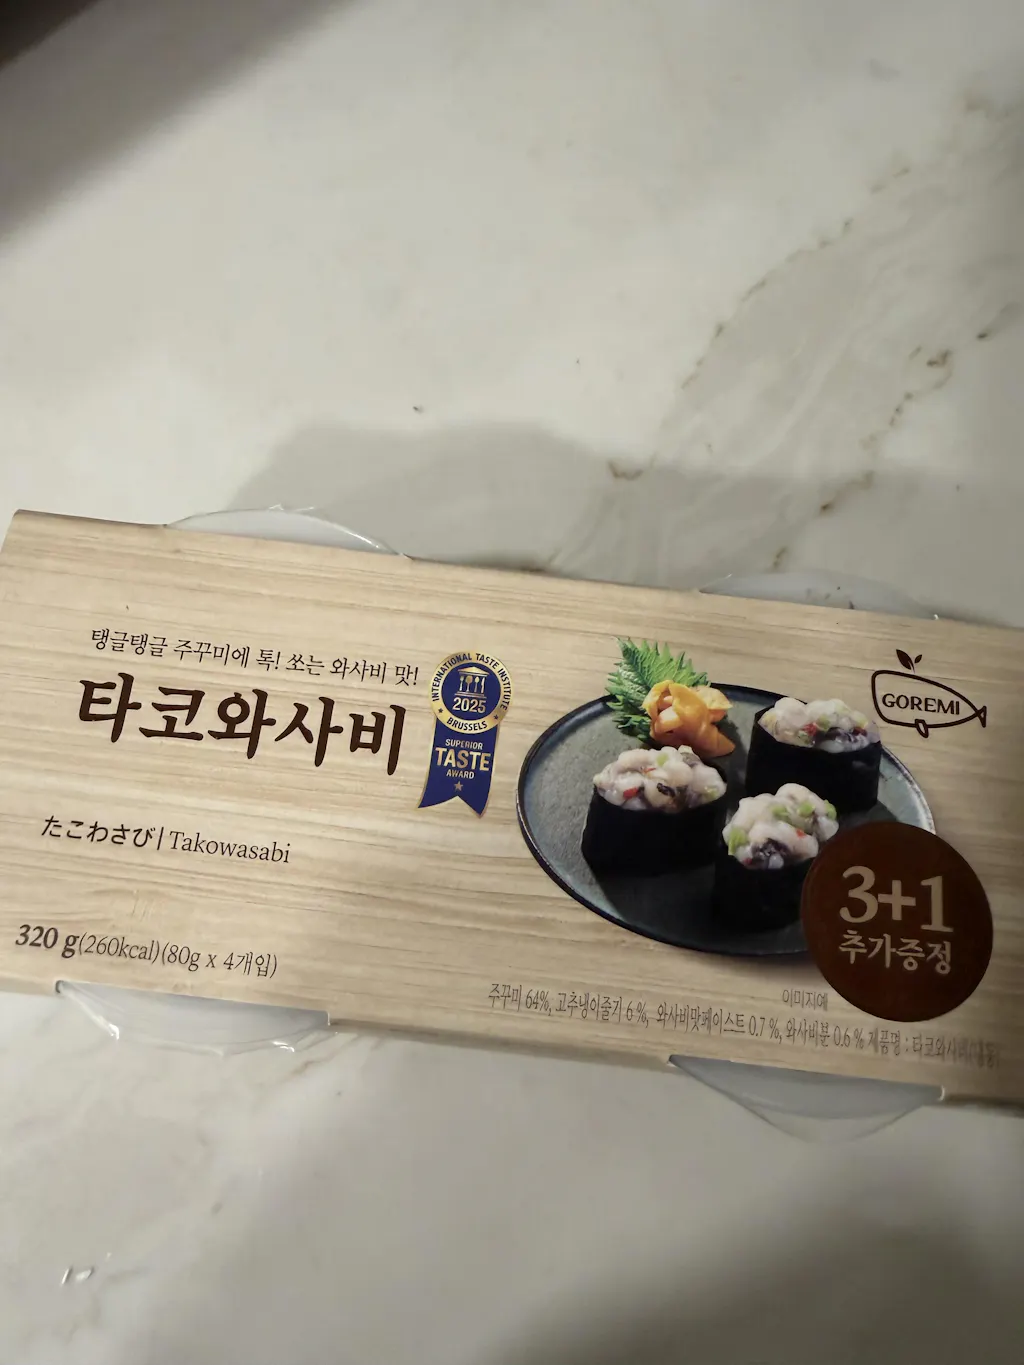 탱글탱글 주꾸미에 톡! 쏘는 와사비 맛!
타코와사비
INTERNATIONAL TASTE INSTITUTE
2025
BRUSSELS
SUPERIOR
TASTE
AWARD
GOREMI
たこわさび | Takowasabi
3+1
추가증정
320 g(260kcal)(80g x 4개입)
이미지예
주꾸미 64%, 고추냉이줄기 6 %, 와사비맛페이스트 0.7 %, 와사비분 0.6 % 제품명 : 타코와사비(냉동)